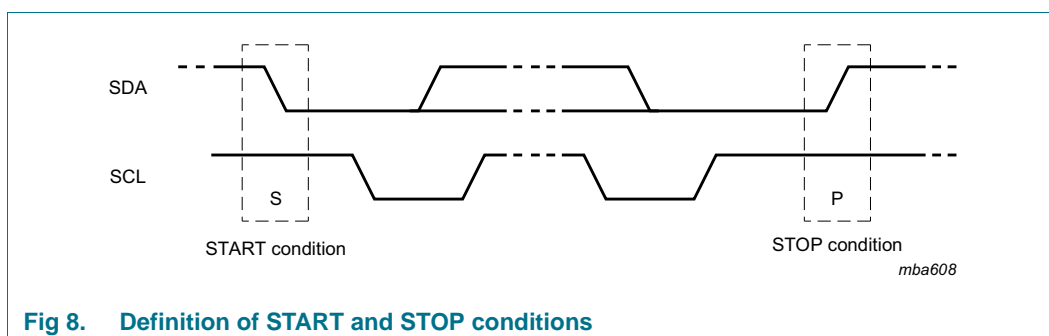 SDA
SCL
S
P
START condition
STOP condition
mba608
Fig 8. Definition of START and STOP conditions